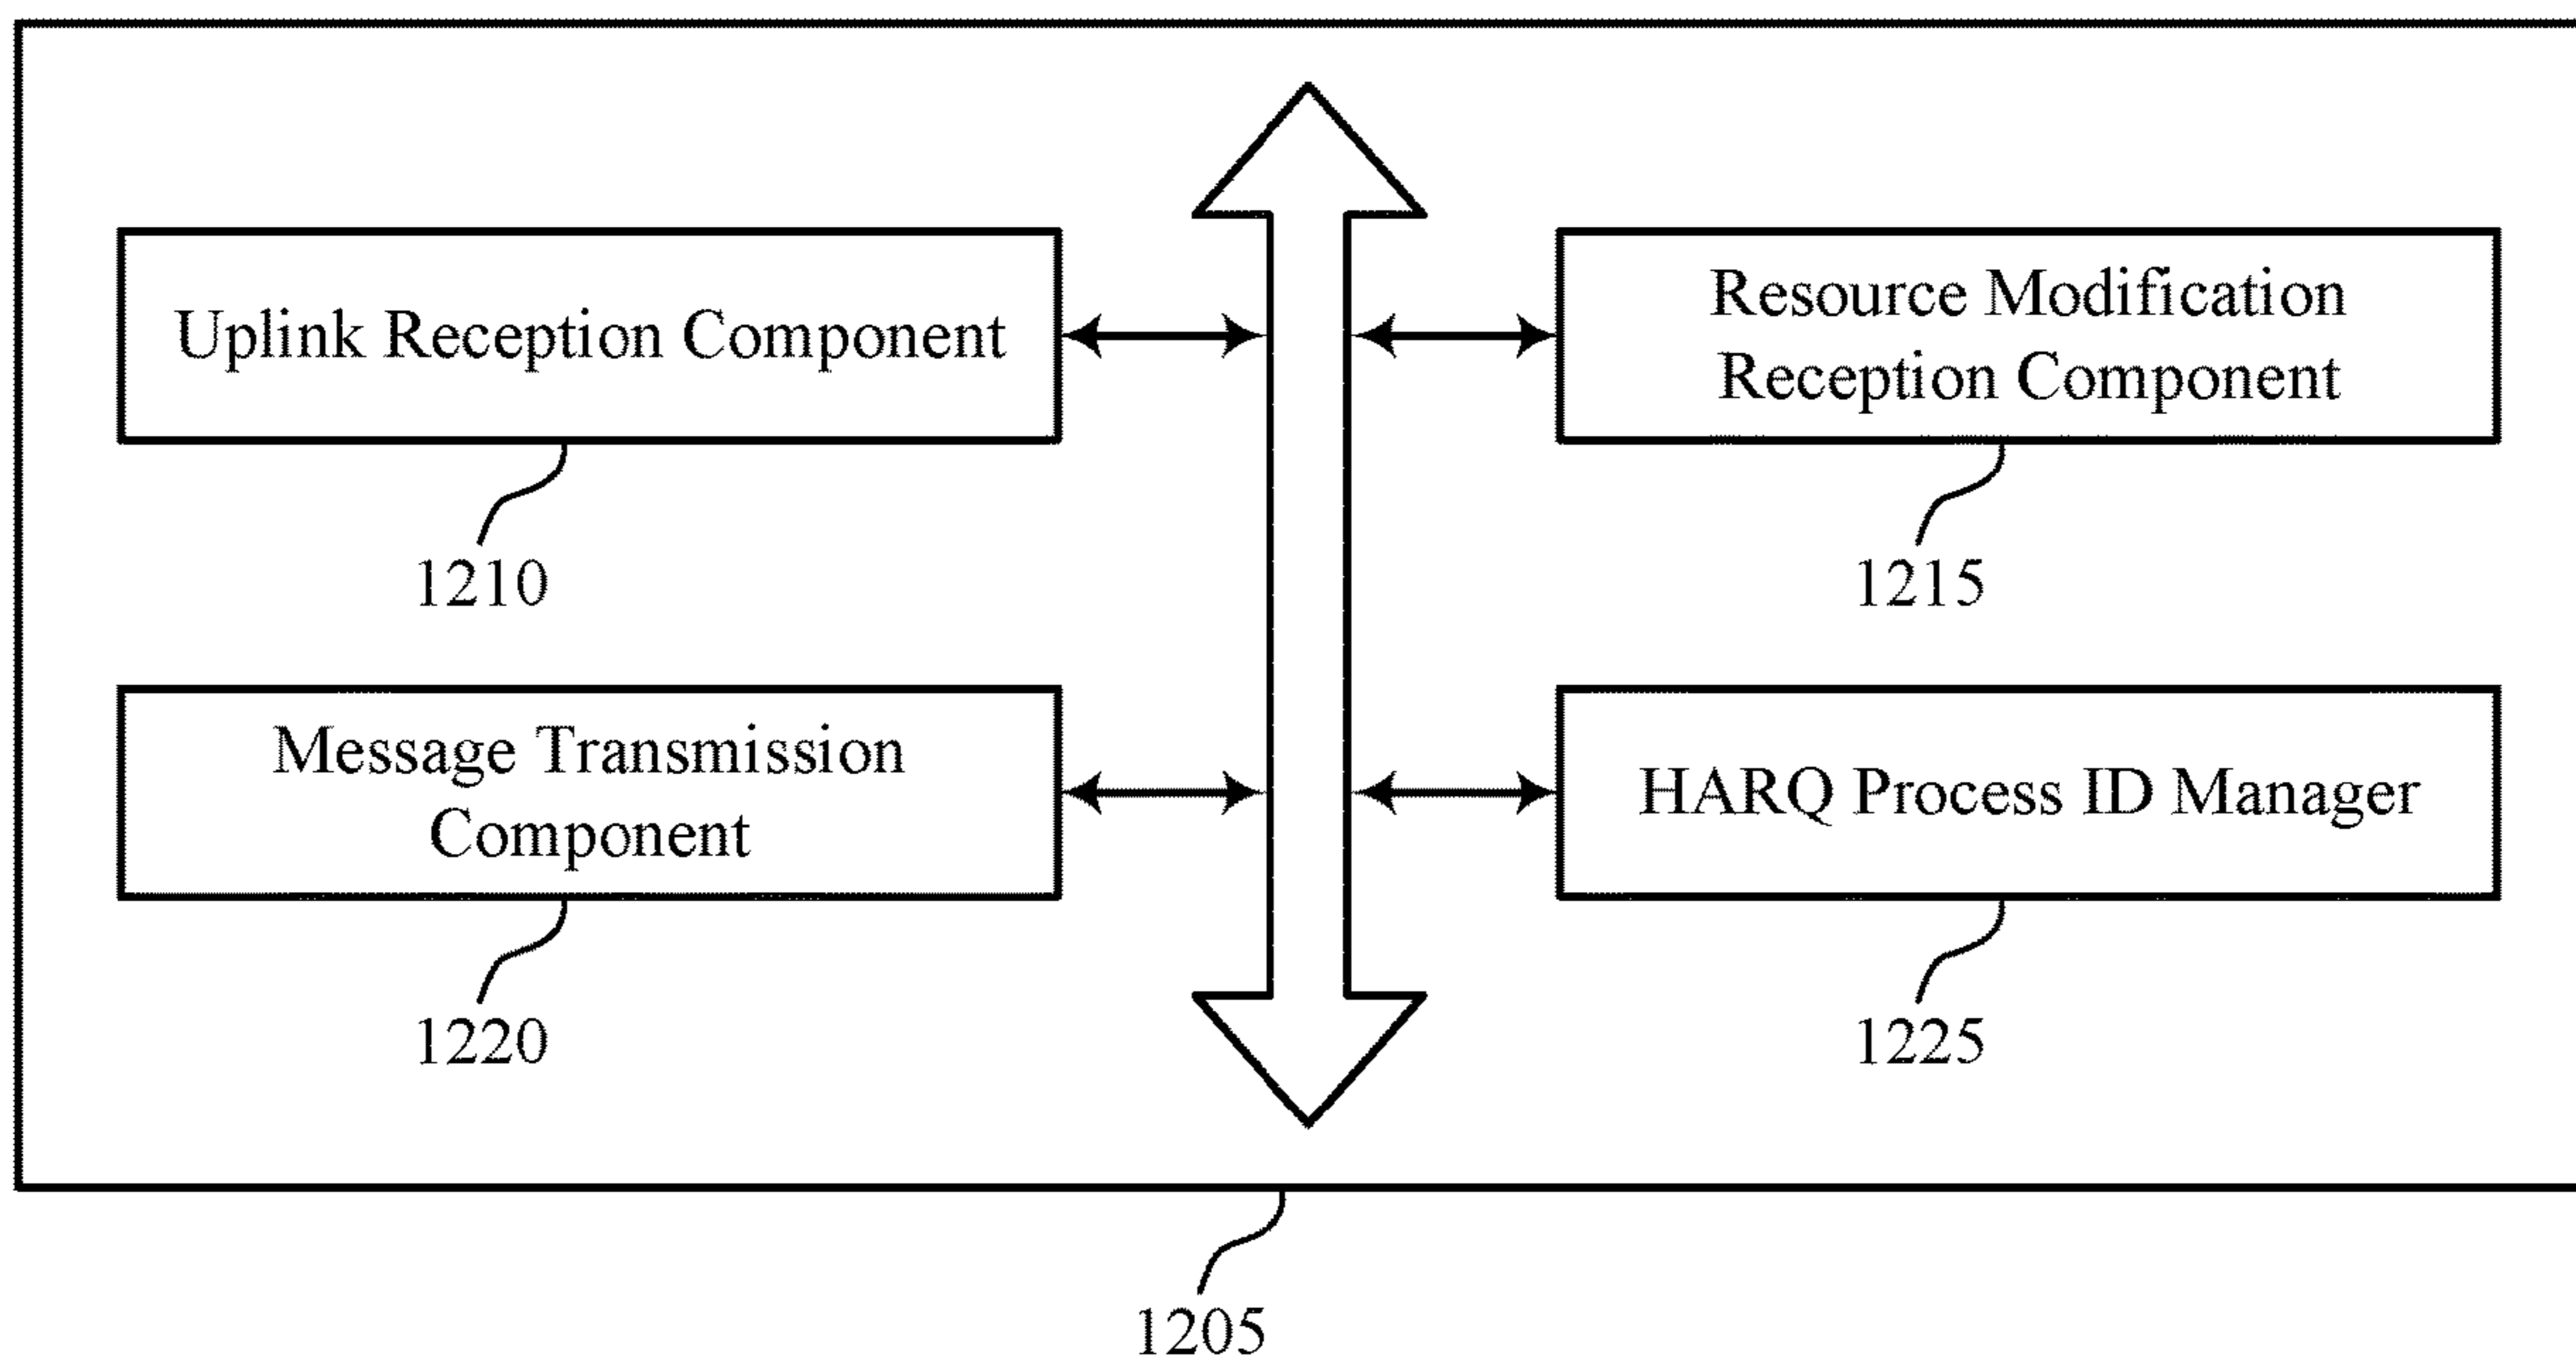 Uplink Reception Component
1210
Resource Modification
Reception Component
1215
Message Transmission
Component
1220
HARQ Process ID Manager
1225
1205